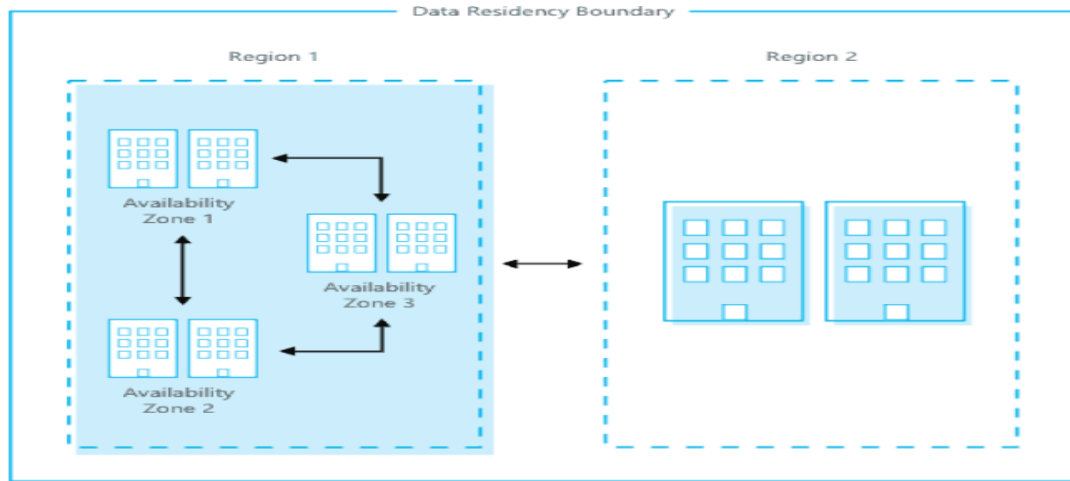 Data Residency Boundary
Region 1
Region 2
Availability
Zone 1
Availability
Zone 3
Availability
Zone 2